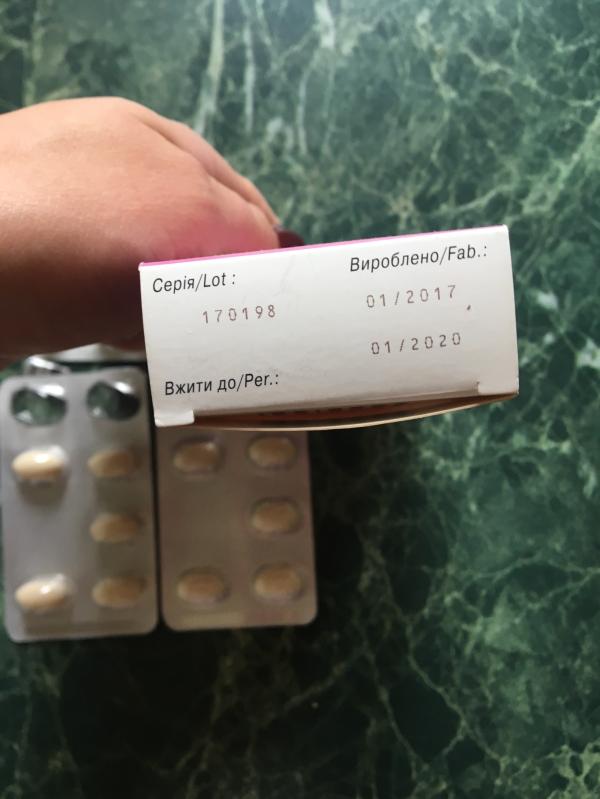 Серія/Lot :
Вироблено/Fab.:
170198
01/2017
01/2020
Вжити до/Per.: